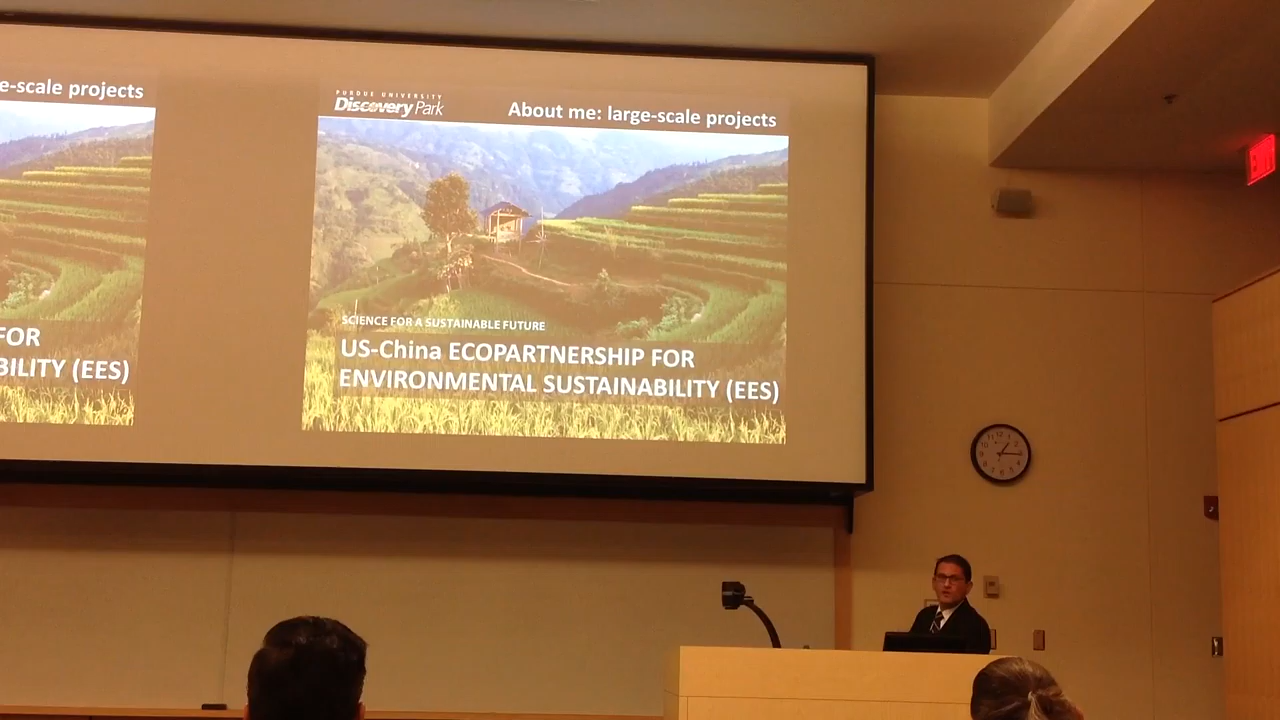 e-scale projects
FOR
BILITY (EES)
PURDUE UNIVERSITY
Discovery Park
About me: large-scale projects
SCIENCE FOR A SUSTAINABLE FUTURE
US-China ECOPARTNERSHIP FOR
ENVIRONMENTAL SUSTAINABILITY (EES)